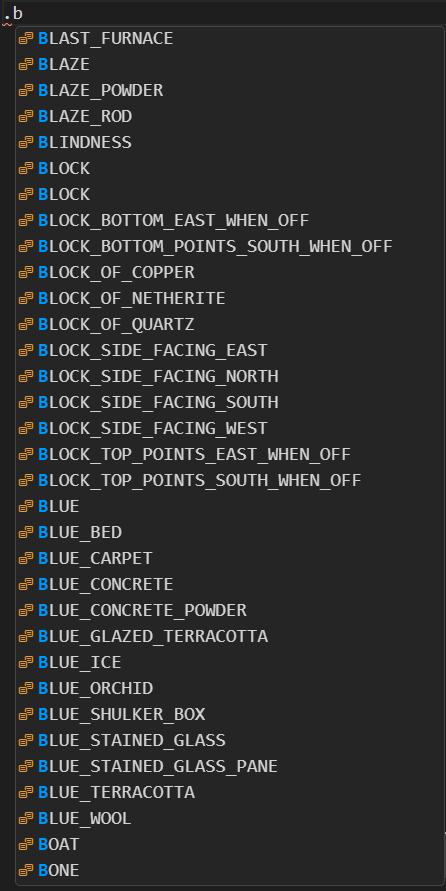 .b
BLAST_FURNACE
BLAZE
BLAZE_POWDER
BLAZE_ROD
BLINDNESS
BLOCK
BLOCK
BLOCK_BOTTOM_EAST_WHEN_OFF
BLOCK_BOTTOM_POINTS_SOUTH_WHEN_OFF
BLOCK_OF_COPPER
BLOCK_OF_NETHERITE
BLOCK_OF_QUARTZ
BLOCK_SIDE_FACING_EAST
BLOCK_SIDE_FACING_NORTH
BLOCK_SIDE_FACING_SOUTH
BLOCK_SIDE_FACING_WEST
BLOCK_TOP_POINTS_EAST_WHEN_OFF
BLOCK_TOP_POINTS_SOUTH_WHEN_OFF
BLUE
BLUE_BED
BLUE_CARPET
BLUE_CONCRETE
BLUE_CONCRETE_POWDER
BLUE_GLAZED_TERRACOTTA
BLUE_ICE
BLUE_ORCHID
BLUE_SHULKER_BOX
BLUE_STAINED_GLASS
BLUE_STAINED_GLASS_PANE
BLUE_TERRACOTTA
BLUE_WOOL
BOAT
BONE